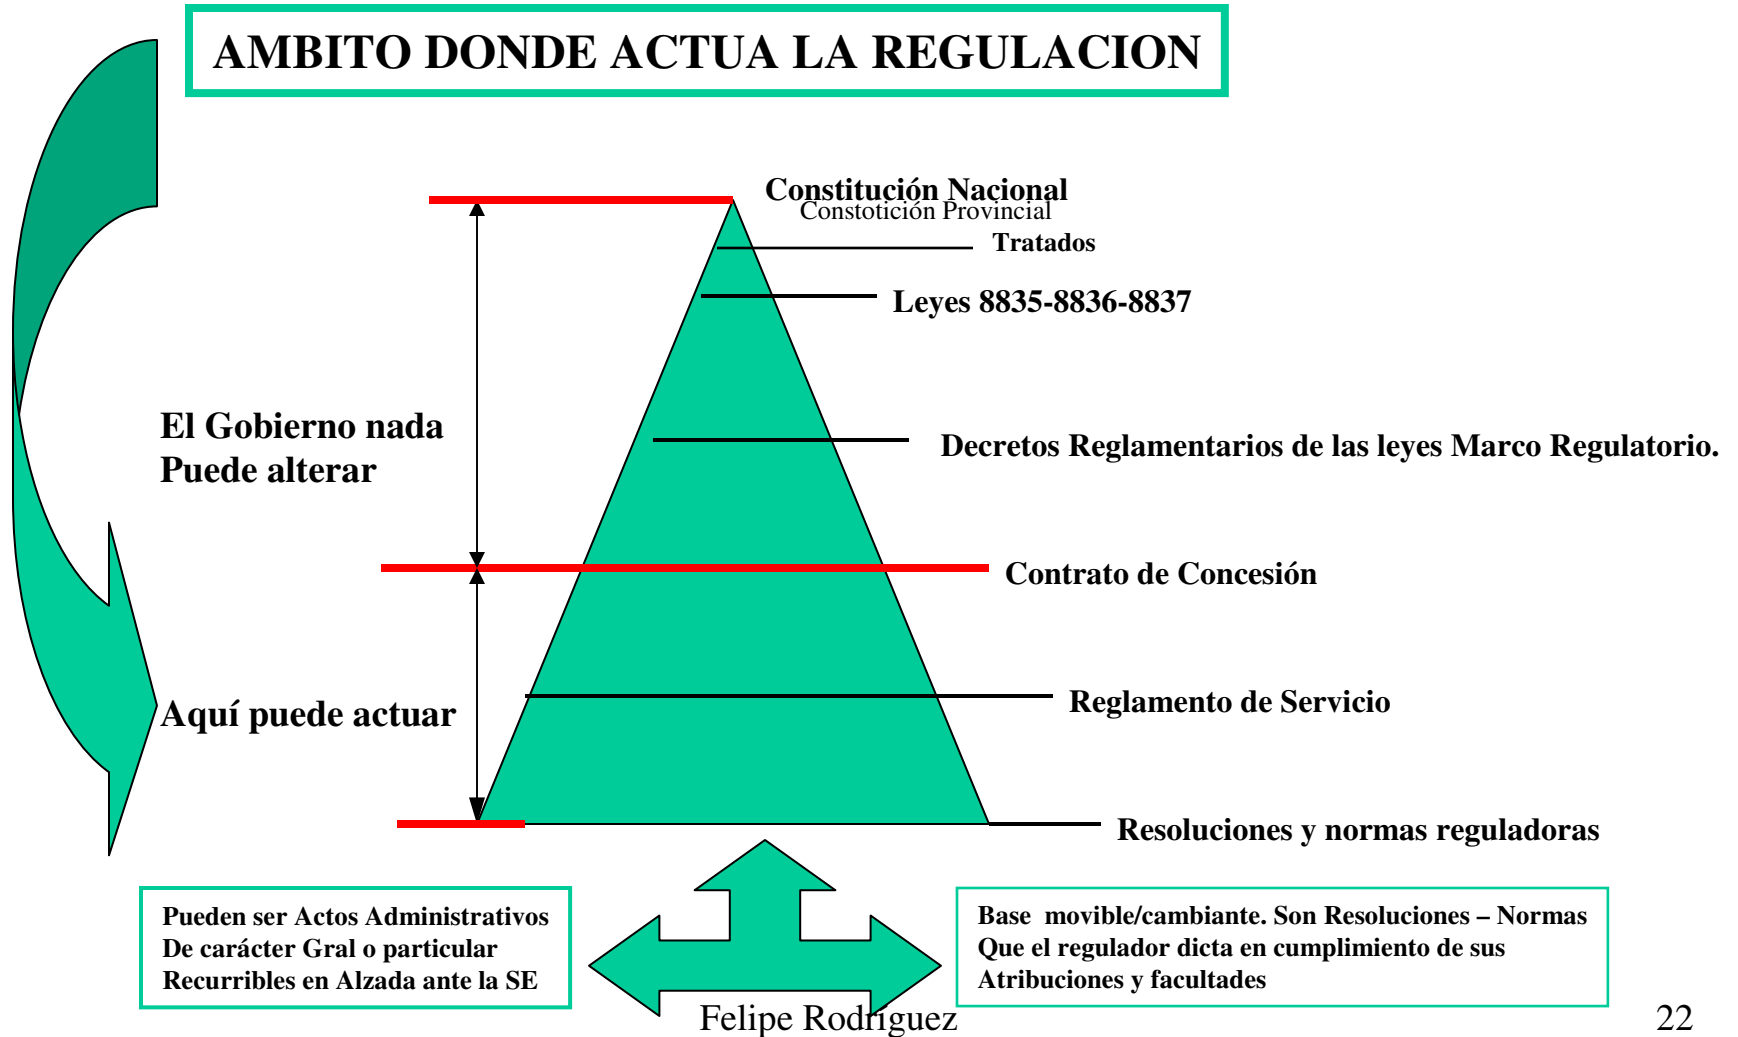 AMBITO DONDE ACTUA LA REGULACION
Constitución Nacional
Constotición Provincial
Tratados
Leyes 8835-8836-8837
El Gobierno nada
Puede alterar
Decretos Reglamentarios de las leyes Marco Regulatorio.
Contrato de Concesión
Aquí puede actuar
Reglamento de Servicio
Resoluciones y normas reguladoras
Pueden ser Actos Administrativos
De carácter Gral o particular
Recurribles en Alzada ante la SE
Base movible/cambiante. Son Resoluciones – Normas
Que el regulador dicta en cumplimiento de sus
Atribuciones y facultades
Felipe Rodríguez
22